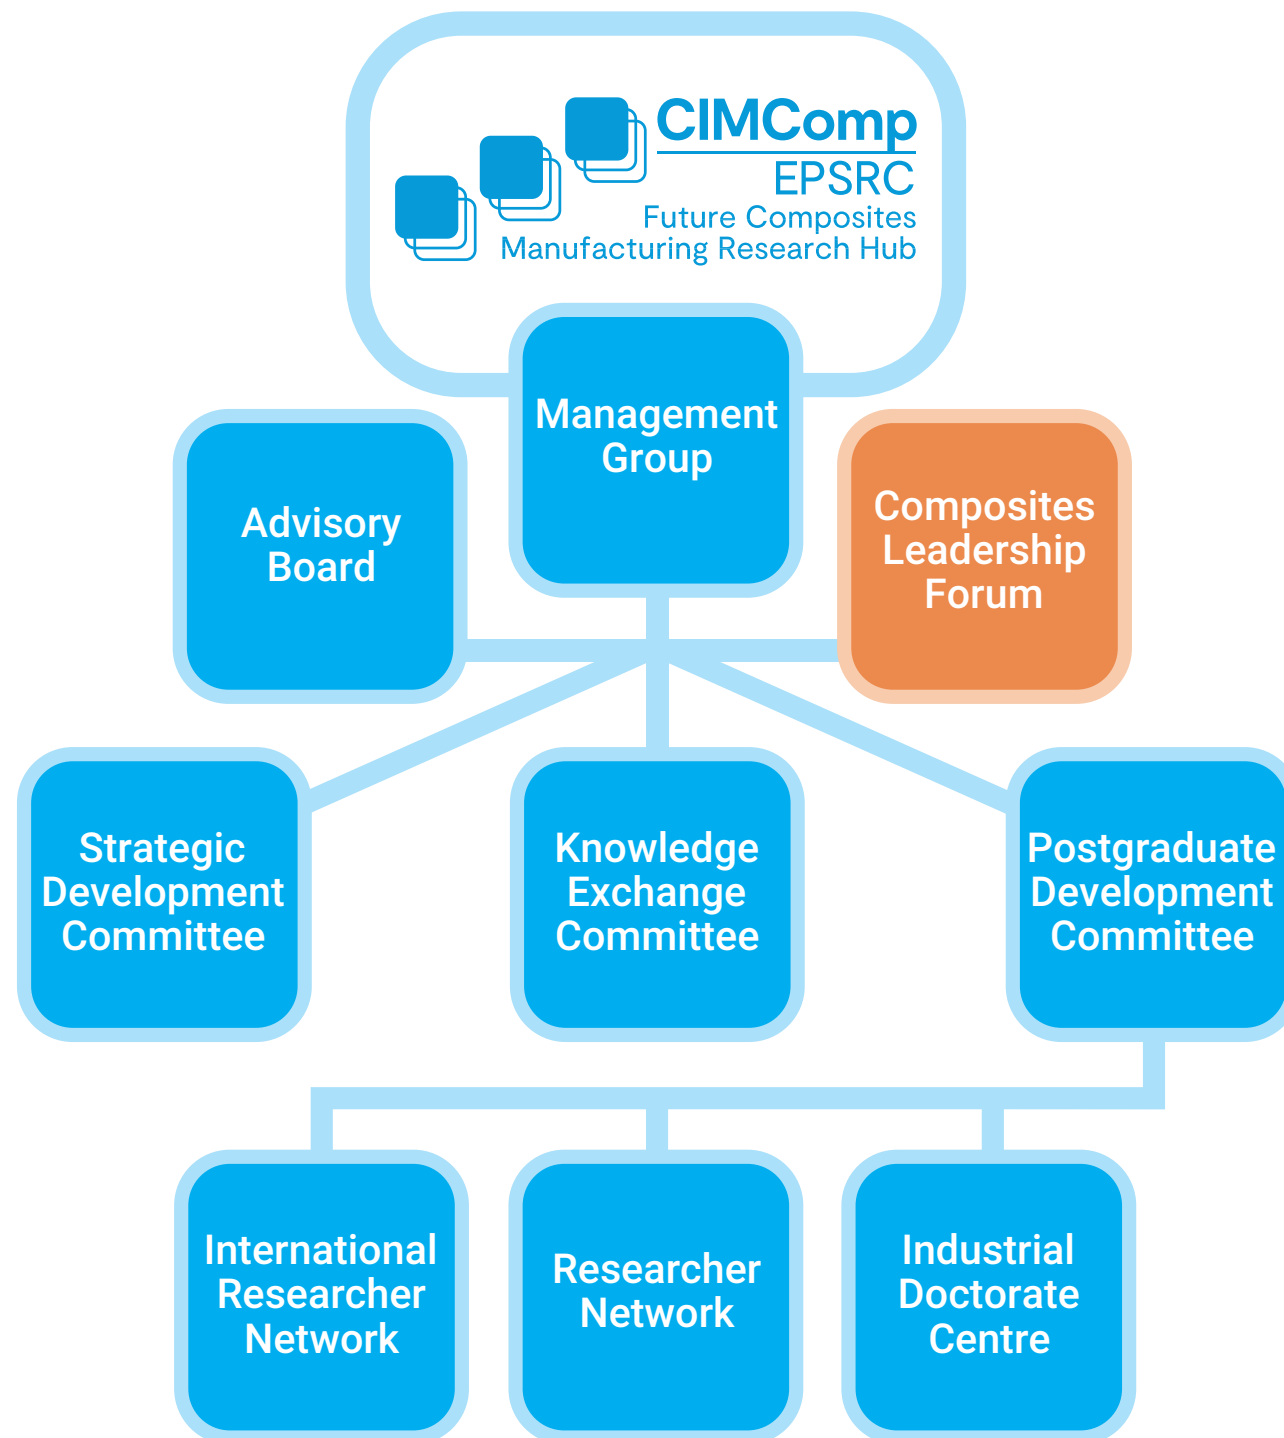 CIMComp
EPSRC
Future Composites
Manufacturing Research Hub
Management
Group
Advisory
Board
Composites
Leadership
Forum
Strategic
Development
Committee
Knowledge
Exchange
Committee
Postgraduate
Development
Committee
International
Researcher
Network
Researcher
Network
Industrial
Doctorate
Centre